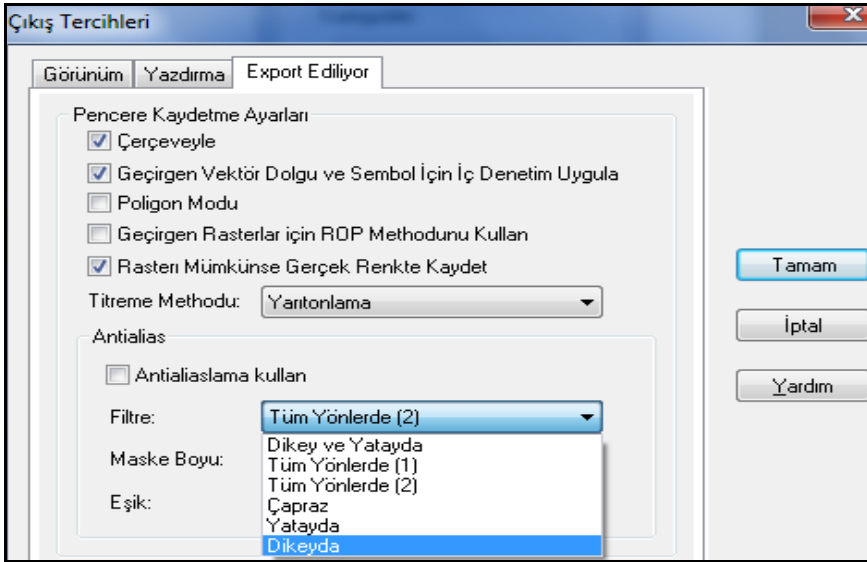 Çıkış Tercihleri
Görünüm Yazdırma Export Ediliyor
Pencere Kaydetme Ayarları
Çerçeveyle
Geçirgen Vektör Dolgu ve Sembol İçin İç Denetim Uygula
Poligon Modu
Geçirgen Rasterlar için ROP Methodunu Kullan
Rasterı Mümkünse Gerçek Renkte Kaydet
Tamam
Titreme Methodu: Yarıtonlama
İptal
Antialias
Antialiaslama kullan
Yardım
Filtre: Tüm Yönlerde (2)
Dikey ve Yatayda
Maske Boyu:
Tüm Yönlerde (1)
Tüm Yönlerde (2)
Eşik:
Çapraz
Yatayda
Dikeyda